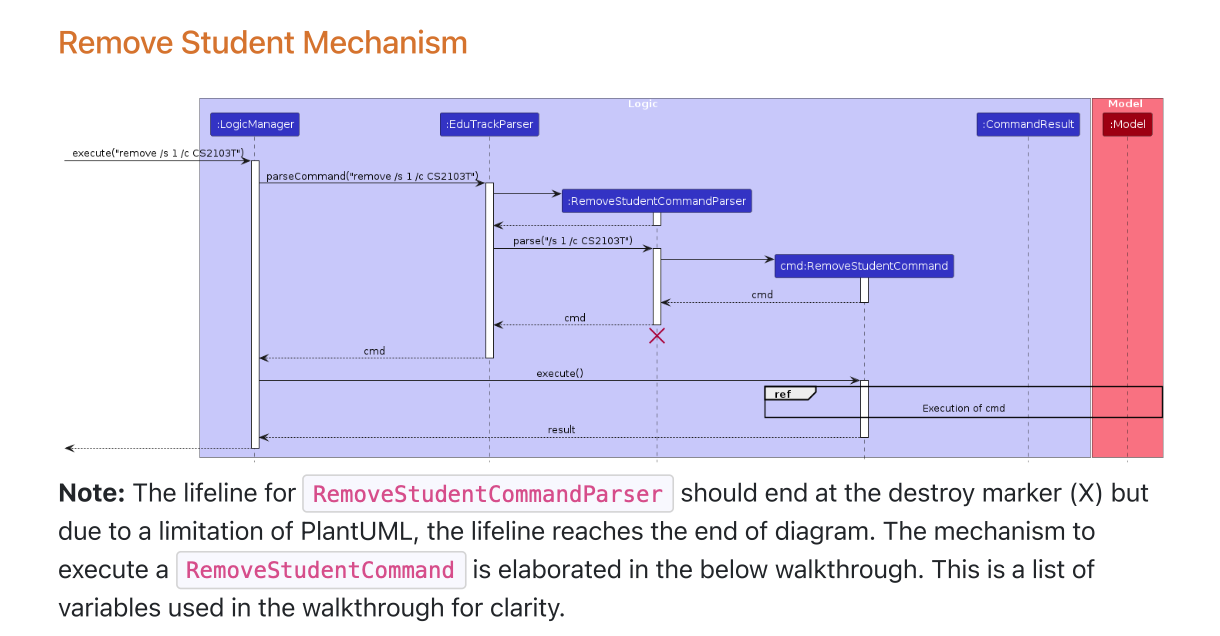 Remove Student Mechanism
Logic
Model
:LogicManager
:EduTrackParser
:CommandResult
:Model
execute("remove /s 1 /c CS2103T")
parseCommand("remove /s 1 /c CS2103T")
:RemoveStudentCommandParser
parse("/s 1 /c CS2103T")
cmd:RemoveStudentCommand
cmd
cmd
cmd
execute()
ref
Execution of cmd
result
Note: The lifeline for RemoveStudentCommandParser should end at the destroy marker (X) but
due to a limitation of PlantUML, the lifeline reaches the end of diagram. The mechanism to
execute a RemoveStudentCommand is elaborated in the below walkthrough. This is a list of
variables used in the walkthrough for clarity.